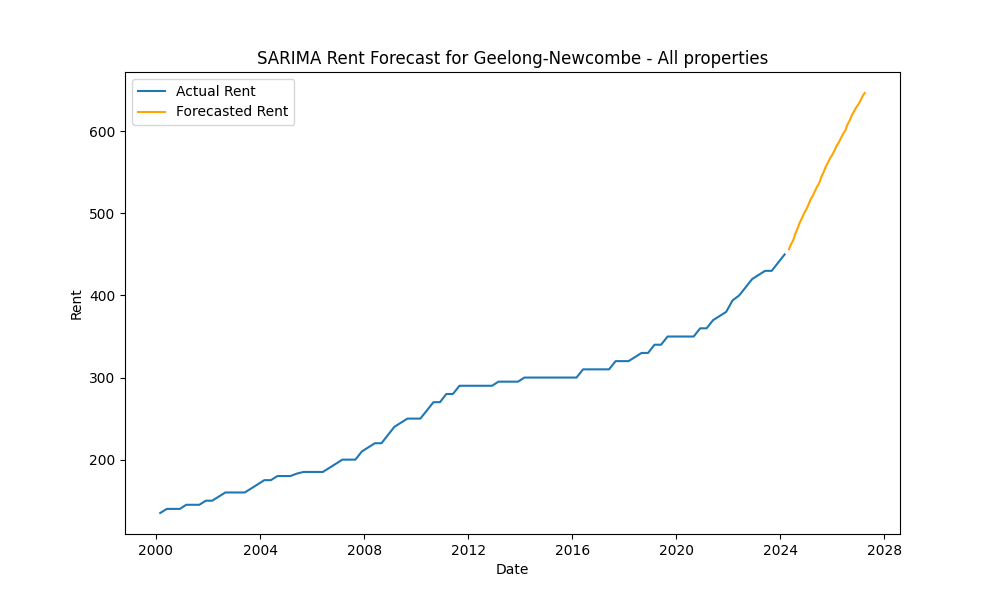 SARIMA Rent Forecast for Geelong-Newcombe - All properties
Actual Rent
Forecasted Rent
600
500
400
300
200
Rent
2000 2004 2008 2012 2016 2020 2024 2028
Date